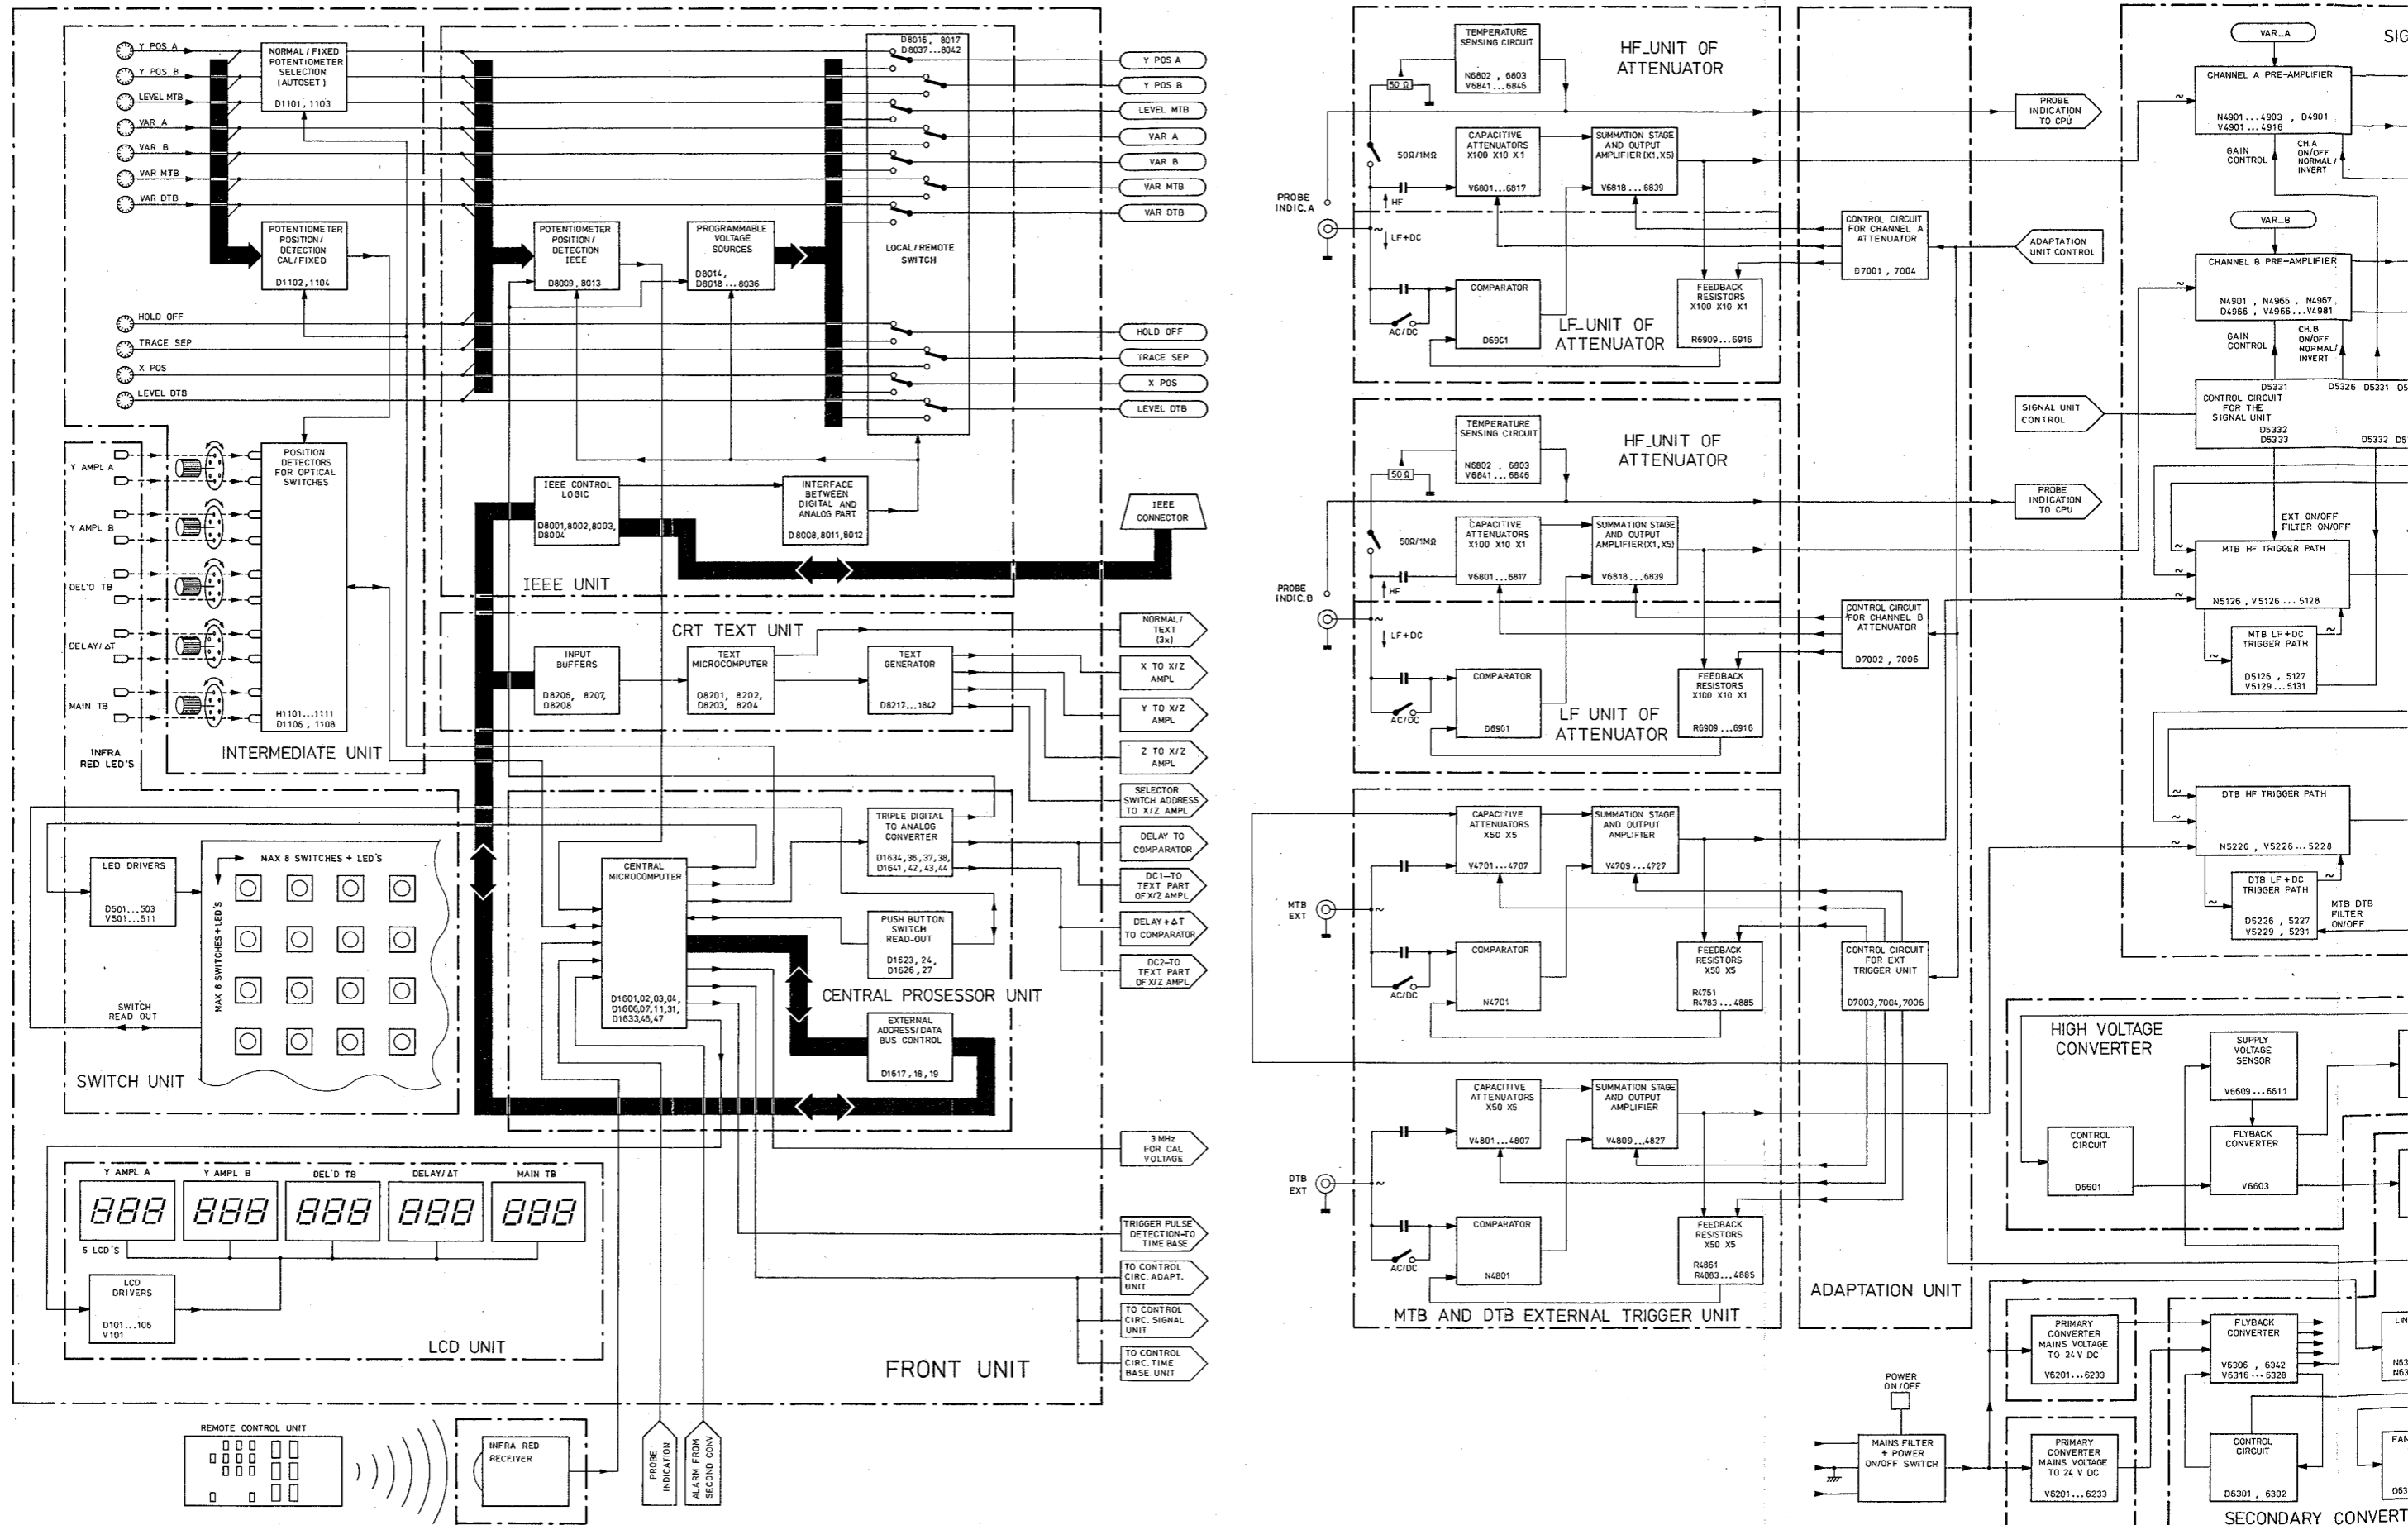 Y POS A
Y POS B
LEVEL MTB
VAR A
VAR B
VAR MTB
VAR DTB
NORMAL / FIXED
POTENTIOMETER
SELECTION
(AUTOSET)
D1101, 1103
POTENTIOMETER
POSITION/
DETECTION
CAL/FIXED
D1102, 1104
HOLD OFF
TRACE SEP
X POS
LEVEL DTB
D8016, 8017
D8037...8042
POTENTIOMETER
POSITION/
DETECTION
IEEE
D8009, 8013
PROGRAMMABLE
VOLTAGE
SOURCES
D8014,
D8018...8036
LOCAL/REMOTE
SWITCH
Y POS A
Y POS B
LEVEL MTB
VAR A
VAR B
VAR MTB
VAR DTB
HOLD OFF
TRACE SEP
X POS
LEVEL DTB
Y AMPL A
Y AMPL B
DEL'D TB
DELAY/ΔT
MAIN TB
INFRA
RED LED'S
POSITION
DETECTORS
FOR OPTICAL
SWITCHES
H1101...1111
D1106, 1108
INTERMEDIATE UNIT
IEEE CONTROL
LOGIC
D8001,8002,8003,
D8004
INTERFACE
BETWEEN
DIGITAL AND
ANALOG PART
D8008,8011,8012
IEEE UNIT
IEEE
CONNECTOR
CRT TEXT UNIT
INPUT
BUFFERS
D8206, 8207,
D8208
TEXT
MICROCOMPUTER
D8201, 8202,
D8203, 8204
TEXT
GENERATOR
D8217...1842
NORMAL/
TEXT
(3x)
X TO X/Z
AMPL
Y TO X/Z
AMPL
Z TO X/Z
AMPL
SELECTOR
SWITCH ADDRESS
TO X/Z AMPL
DELAY TO
COMPARATOR
DC1-TO
TEXT PART
OF X/Z AMPL
DELAY+ΔT
TO COMPARATOR
DC2-TO
TEXT PART
OF X/Z AMPL
LED DRIVERS
D501...503
V501...511
MAX 8 SWITCHES + LED'S
MAX 8 SWITCHES+LED'S
SWITCH
READ OUT
SWITCH UNIT
CENTRAL
MICROCOMPUTER
D1601,02,03,04,
D1606,07,11,31,
D1633,46,47
TRIPLE DIGITAL
TO ANALOG
CONVERTER
D1634,36,37,38,
D1641,42,43,44
PUSH BUTTON
SWITCH
READ-OUT
D1623, 24,
D1626, 27
CENTRAL PROSESSOR UNIT
EXTERNAL
ADDRESS/DATA
BUS CONTROL
D1617, 18, 19
3 MHz
FOR CAL
VOLTAGE
TRIGGER PULSE
DETECTION-TO
TIME BASE
TO CONTROL
CIRC. ADAPT.
UNIT
TO CONTROL
CIRC. SIGNAL
UNIT
TO CONTROL
CIRC. TIME
BASE UNIT
Y AMPL A
Y AMPL B
DEL'D TB
DELAY/ΔT
MAIN TB
888
888
888
888
888
5 LCD'S
LCD
DRIVERS
D101...106
V101
LCD UNIT
FRONT UNIT
REMOTE CONTROL UNIT
INFRA RED
RECEIVER
PROBE
INDICATION
ALARM FROM
SECOND CONV
TEMPERATURE
SENSING CIRCUIT
N6802, 6803
V6841...6846
HF_UNIT OF
ATTENUATOR
50 Ω
50Ω/1MΩ
CAPACITIVE
ATTENUATORS
X100 X10 X1
V6801...6817
SUMMATION STAGE
AND OUTPUT
AMPLIFIER(X1,X5)
V6818...6839
PROBE
INDIC.A
HF
~
LF+DC
AC/DC
COMPARATOR
D6901
LF_UNIT OF
ATTENUATOR
FEEDBACK
RESISTORS
X100 X10 X1
R6909...6916
CONTROL CIRCUIT
FOR CHANNEL A
ATTENUATOR
D7001, 7004
PROBE
INDICATION
TO CPU
ADAPTATION
UNIT CONTROL
TEMPERATURE
SENSING CIRCUIT
N6802, 6803
V6841...6846
HF_UNIT OF
ATTENUATOR
50 Ω
50Ω/1MΩ
CAPACITIVE
ATTENUATORS
X100 X10 X1
V6801...6817
SUMMATION STAGE
AND OUTPUT
AMPLIFIER(X1,X5)
V6818...6839
PROBE
INDIC.B
HF
~
LF+DC
AC/DC
COMPARATOR
D6901
LF UNIT OF
ATTENUATOR
FEEDBACK
RESISTORS
X100 X10 X1
R6909...6916
CONTROL CIRCUIT
FOR CHANNEL B
ATTENUATOR
D7002, 7006
SIGNAL UNIT
CONTROL
PROBE
INDICATION
TO CPU
MTB
EXT
~
AC/DC
CAPACITIVE
ATTENUATORS
X50 X5
V4701...4707
SUMMATION STAGE
AND OUTPUT
AMPLIFIER
V4709...4727
COMPARATOR
N4701
FEEDBACK
RESISTORS
X50 X5
R4761
R4783...4885
CONTROL CIRCUIT
FOR EXT
TRIGGER UNIT
D7003,7004,7006
DTB
EXT
~
AC/DC
CAPACITIVE
ATTENUATORS
X50 X5
V4801...4807
SUMMATION STAGE
AND OUTPUT
AMPLIFIER
V4809...4827
COMPARATOR
N4801
FEEDBACK
RESISTORS
X50 X5
R4861
R4883...4885
MTB AND DTB EXTERNAL TRIGGER UNIT
ADAPTATION UNIT
VAR_A
SIG
CHANNEL A PRE-AMPLIFIER
N4901...4903, D4901
V4901...4916
GAIN
CONTROL
CH.A
ON/OFF
NORMAL/
INVERT
VAR_B
CHANNEL B PRE-AMPLIFIER
N4901, N4965, N4967
D4966, V4966...V4981
GAIN
CONTROL
CH.B
ON/OFF
NORMAL/
INVERT
D5331
D5326
D5331
CONTROL CIRCUIT
FOR THE
SIGNAL UNIT
D5332
D5333
D5332
EXT ON/OFF
FILTER ON/OFF
MTB HF TRIGGER PATH
N5126, V5126...5128
MTB LF+DC
TRIGGER PATH
D5126, 5127
V5129...5131
DTB HF TRIGGER PATH
N5226, V5226...5228
DTB LF+DC
TRIGGER PATH
D5226, 5227
V5229, 5231
MTB DTB
FILTER
ON/OFF
HIGH VOLTAGE
CONVERTER
SUPPLY
VOLTAGE
SENSOR
V6609...6611
CONTROL
CIRCUIT
D6601
FLYBACK
CONVERTER
V6603
PRIMARY
CONVERTER
MAINS VOLTAGE
TO 24V DC
V6201...6233
FLYBACK
CONVERTER
V6306, 6342
V6316...6328
LIN
POWER
ON/OFF
MAINS FILTER
+ POWER
ON/OFF SWITCH
PRIMARY
CONVERTER
MAINS VOLTAGE
TO 24 V DC
V6201...6233
CONTROL
CIRCUIT
D6301, 6302
FAN
SECONDARY CONVERT